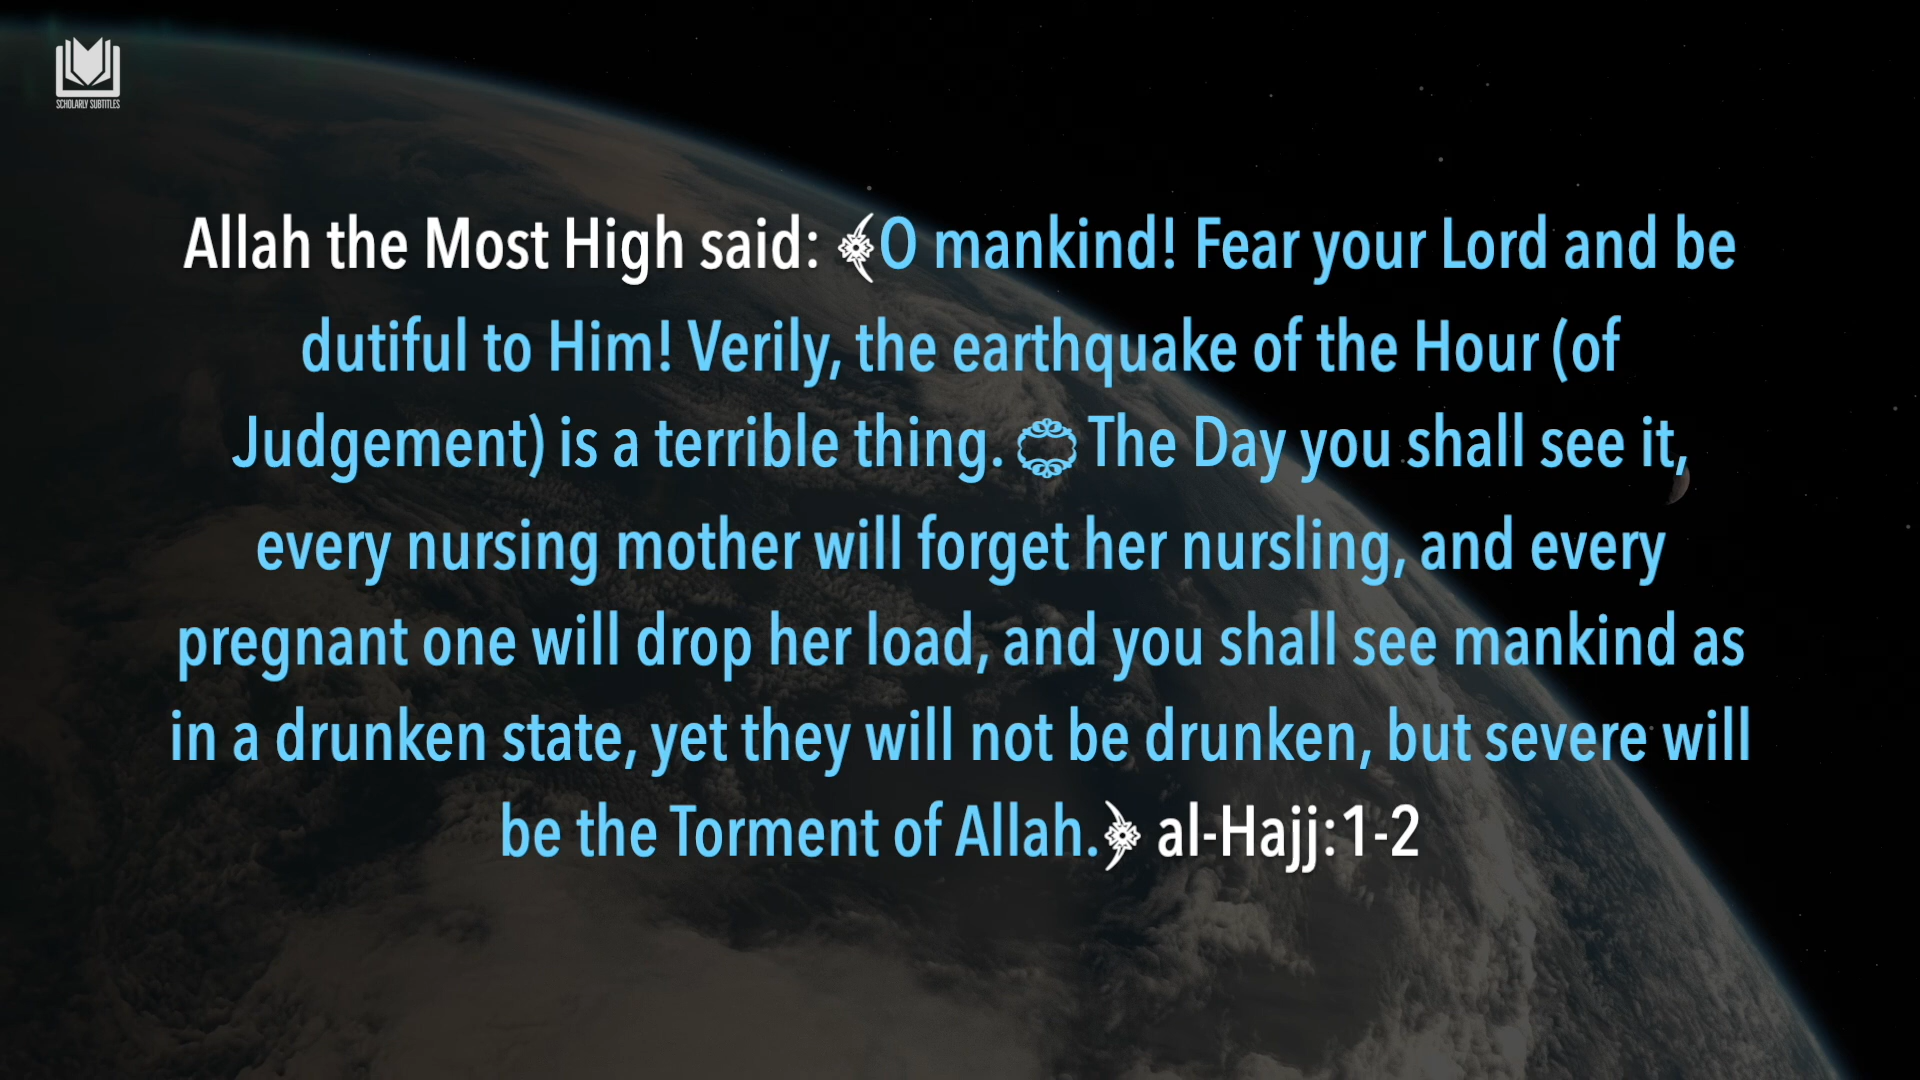 SCHOLARLY SUBTITLES
Allah the Most High said: ﴾O mankind! Fear your Lord and be
dutiful to Him! Verily, the earthquake of the Hour (of
Judgement) is a terrible thing. ۝ The Day you shall see it,
every nursing mother will forget her nursling, and every
pregnant one will drop her load, and you shall see mankind as
in a drunken state, yet they will not be drunken, but severe will
be the Torment of Allah.﴿ al-Hajj:1-2